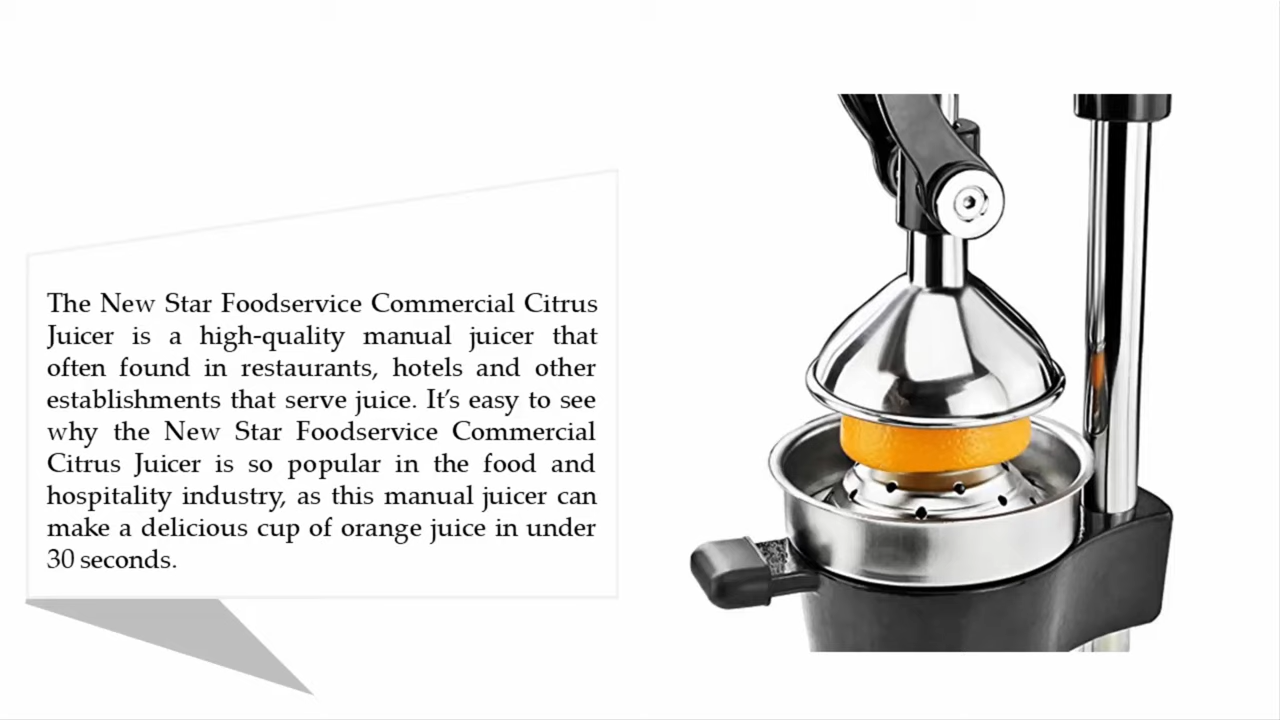 The New Star Foodservice Commercial Citrus
Juicer is a high-quality manual juicer that
often found in restaurants, hotels and other
establishments that serve juice. It’s easy to see
why the New Star Foodservice Commercial
Citrus Juicer is so popular in the food and
hospitality industry, as this manual juicer can
make a delicious cup of orange juice in under
30 seconds.